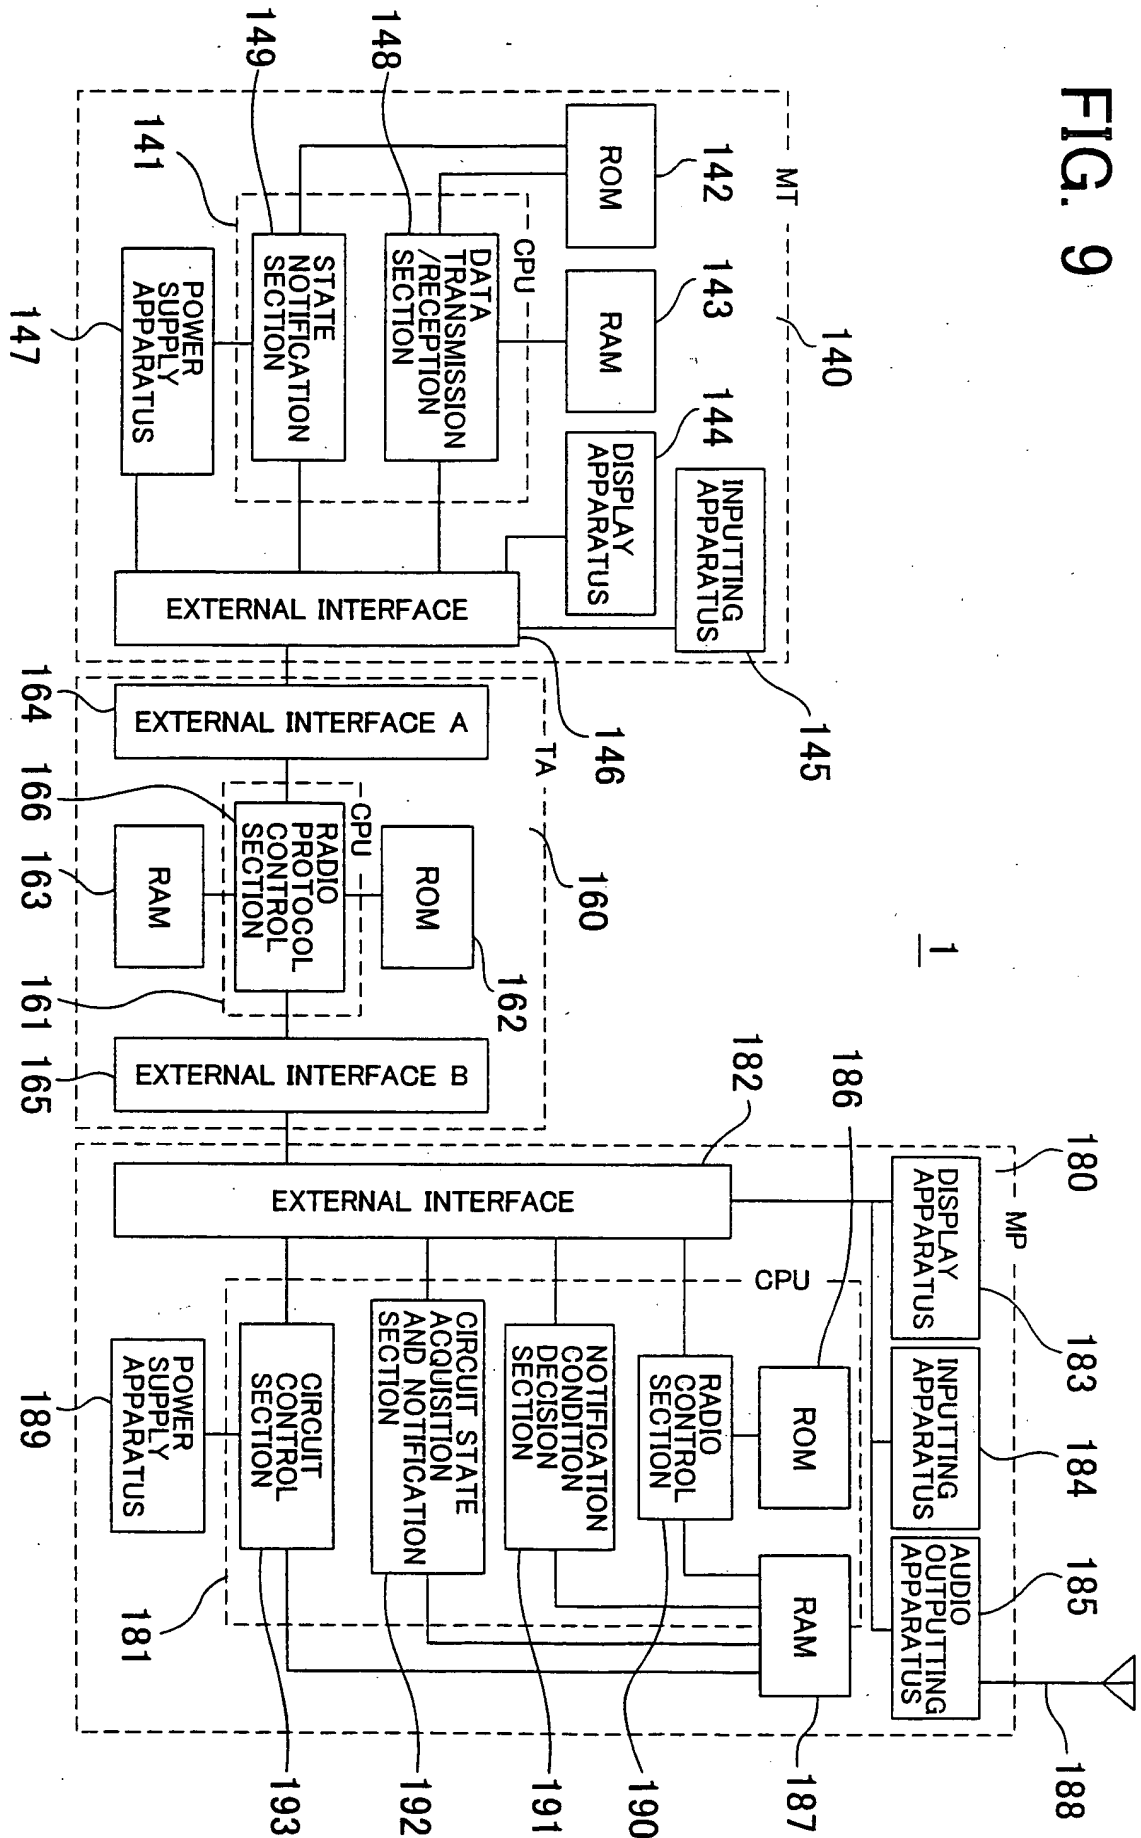 FIG. 9
1
MT
140
ROM
142
RAM
143
DISPLAY
APPARATUS
144
INPUTTING
APPARATUS
145
149
148
141
CPU
DATA
TRANSMISSION
/RECEPTION
SECTION
STATE
NOTIFICATION
SECTION
POWER
SUPPLY
APPARATUS
147
EXTERNAL INTERFACE
146
TA
160
EXTERNAL INTERFACE A
164
CPU
RADIO
PROTOCOL
CONTROL
SECTION
166
161
ROM
162
RAM
163
EXTERNAL INTERFACE B
165
MP
180
EXTERNAL INTERFACE
182
DISPLAY
APPARATUS
183
INPUTTING
APPARATUS
184
AUDIO
OUTPUTTING
APPARATUS
185
188
CPU
181
ROM
186
RAM
187
RADIO
CONTROL
SECTION
190
NOTIFICATION
CONDITION
DECISION
SECTION
191
CIRCUIT STATE
ACQUISITION
AND NOTIFICATION
SECTION
192
CIRCUIT
CONTROL
SECTION
193
POWER
SUPPLY
APPARATUS
189